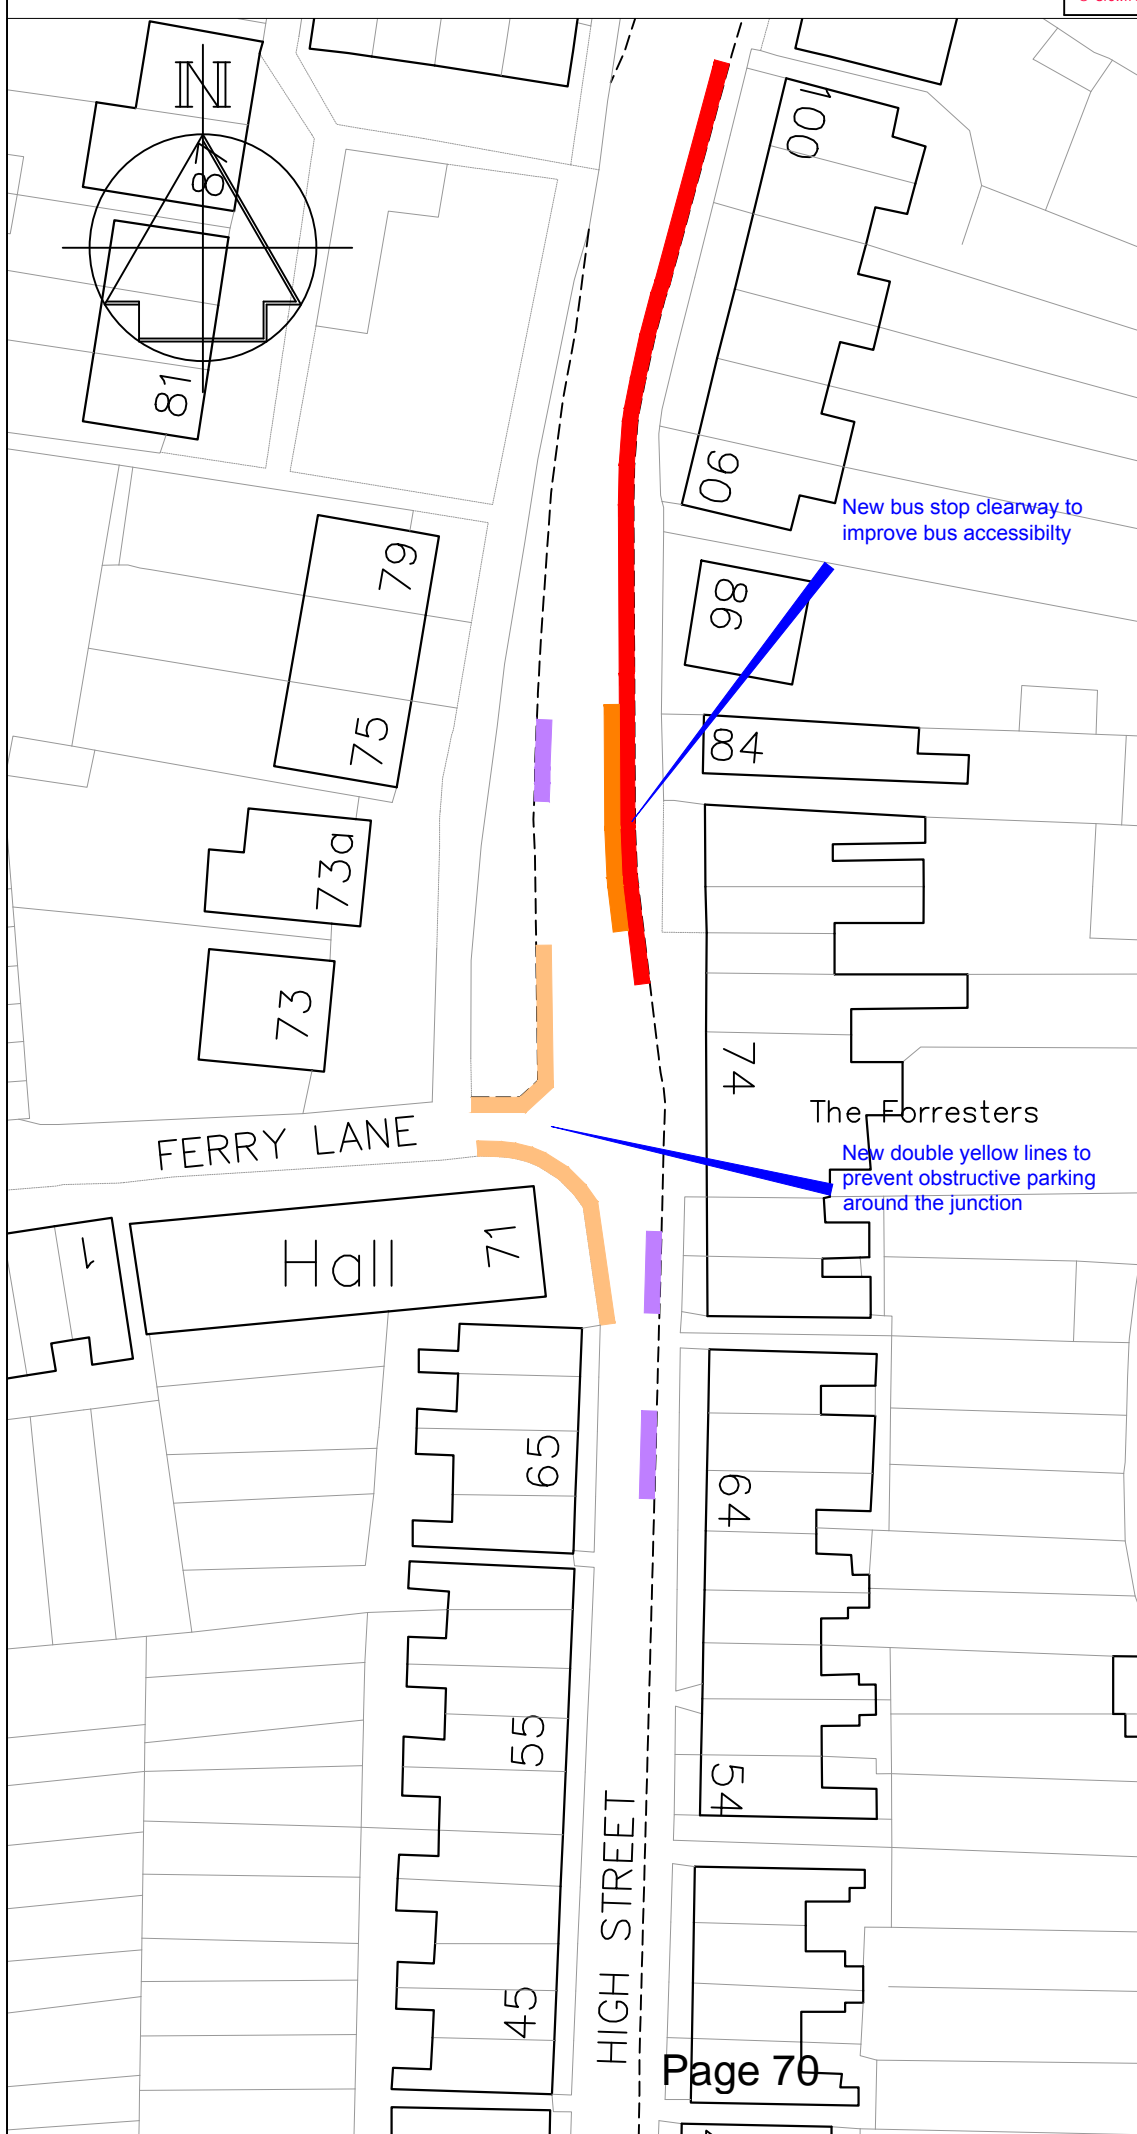 N
87
100
81
90
New bus stop clearway to
improve bus accessibilty
79
86
75
84
73a
73
74
The Forresters
FERRY LANE
New double yellow lines to
prevent obstructive parking
around the junction
1
Hall
71
65
64
55
54
HIGH STREET
45
Page 70